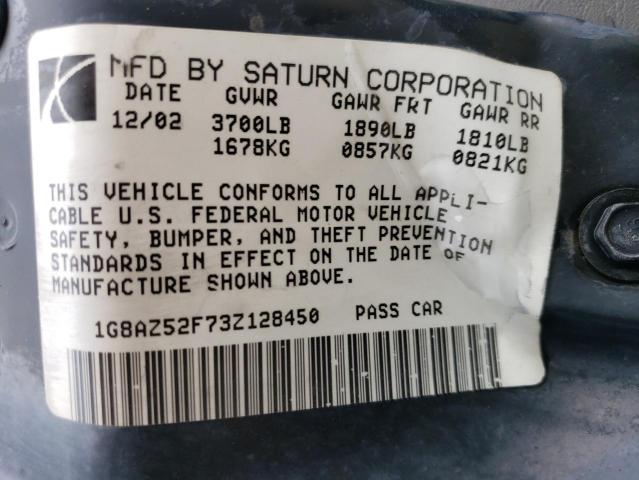 MFD BY SATURN CORPORATION
DATE GVWR GAWR FRT GAWR RR
12/02 3700LB 1890LB 1810LB
1678KG 0857KG 0821KG
THIS VEHICLE CONFORMS TO ALL APPLI-
CABLE U.S. FEDERAL MOTOR VEHICLE
SAFETY, BUMPER, AND THEFT PREVENTION
STANDARDS IN EFFECT ON THE DATE OF
MANUFACTURE SHOWN ABOVE.
1G8AZ52F73Z128450 PASS CAR